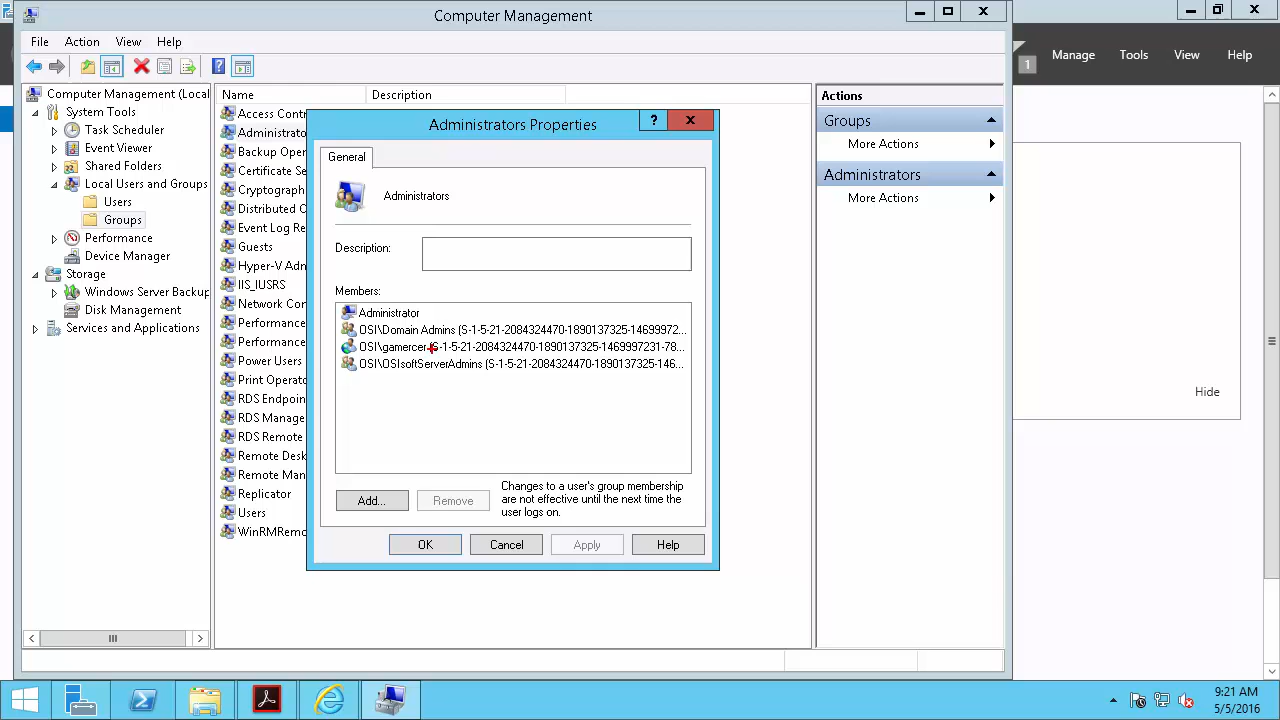 Computer Management
File Action View Help
Manage Tools View Help
1
Computer Management (Local
System Tools
Task Scheduler
Event Viewer
Shared Folders
Local Users and Groups
Users
Groups
Performance
Device Manager
Storage
Windows Server Backup
Disk Management
Services and Applications
Name Description
Access Cont
Administrato
Backup Oper
Certificate
Cryptograph
Distributed C
Event Log Re
Guests
Hyper-V Adn
IIS_IUSRS
Network Con
Performance
Performance
Power Users
Print Operato
RDS Endpoin
RDS Manage
RDS Remote
Remote Desk
Remote Man
Replicator
Users
WinRMRemo
Administrators Properties
?
General
Administrators
Description:
Members:
Administrator
OSI\Domain Admins (S-1-5-21-2084324470-1890137325-14699972...
OSI\gamercer S-1-5-21-2084324470-1890137325-1469997231-78...
OSI\OSIsoftServerAdmins (S-1-5-21-2084324470-1890137325-146...
Add... Remove
Changes to a user's group membership
are not effective until the next time the
user logs on.
OK Cancel Apply Help
Actions
Groups
More Actions
Administrators
More Actions
Hide
9:21 AM
5/5/2016